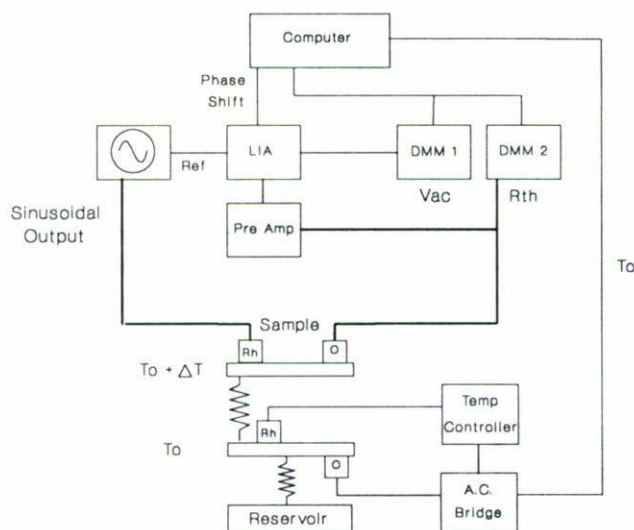 Computer
Phase
Shift
LIA
DMM 1
DMM 2
Ref
Vac
Rth
Sinusoidal
Output
Pre Amp
To
Sample
Rh
O
To + ΔT
Temp
Controller
Rh
To
O
A.C.
Bridge
Reservoir